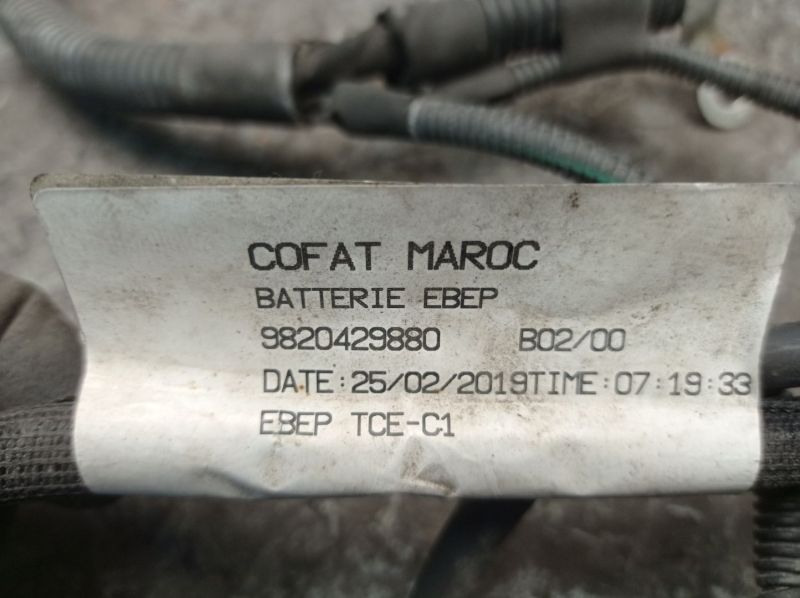 COFAT MAROC
BATTERIE EBEP
9820429880 B02/00
DATE:25/02/2019TIME:07:19:33
EBEP TCE-C1